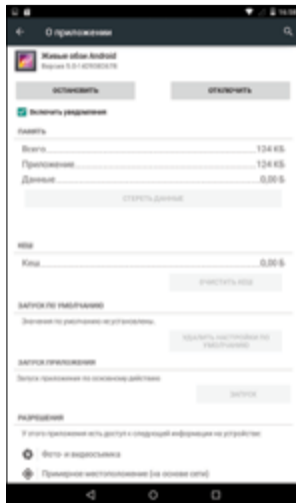 16:58
О приложении
Живые обои Android
ОСТАНОВИТЬ
ОТКЛЮЧИТЬ
Включить уведомления
ПАМЯТЬ
Всего 124 КБ
Приложение 124 КБ
Данные 0,00 Б
СТЕРЕТЬ ДАННЫЕ
КЕШ
Кеш 0,00 Б
ОЧИСТИТЬ КЕШ
ЗАПУСК ПО УМОЛЧАНИЮ
Значения по умолчанию не установлены.
УДАЛИТЬ НАСТРОЙКИ ПО
УМОЛЧАНИЮ
ЗАПУСК ПРИЛОЖЕНИЯ
Запуск приложения по основному действию
ЗАПУСК
РАЗРЕШЕНИЯ
У этого приложения есть доступ к следующей информации на устройстве:
Фото- и видеосъемка
Примерное местоположение (на основе сети)